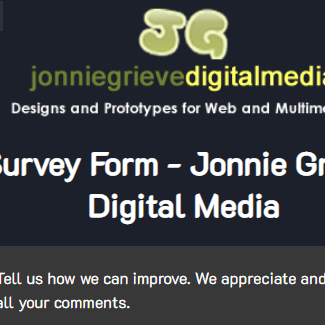 JG
jonniegrievedigitalmedia
Designs and Prototypes for Web and Multime
Survey Form - Jonnie Gr
Digital Media
Tell us how we can improve. We appreciate and
all your comments.